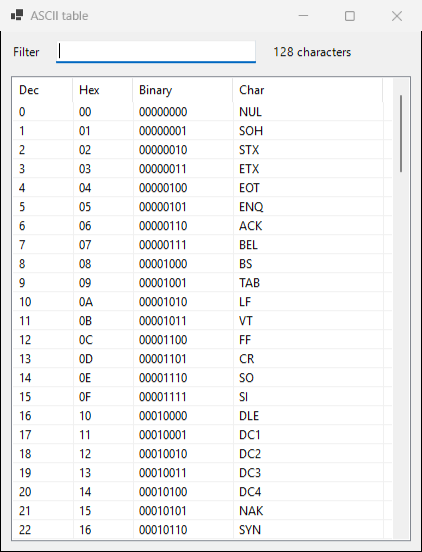 ASCII table
Filter 128 characters
Dec Hex Binary Char
0 00 00000000 NUL
1 01 00000001 SOH
2 02 00000010 STX
3 03 00000011 ETX
4 04 00000100 EOT
5 05 00000101 ENQ
6 06 00000110 ACK
7 07 00000111 BEL
8 08 00001000 BS
9 09 00001001 TAB
10 0A 00001010 LF
11 0B 00001011 VT
12 0C 00001100 FF
13 0D 00001101 CR
14 0E 00001110 SO
15 0F 00001111 SI
16 10 00010000 DLE
17 11 00010001 DC1
18 12 00010010 DC2
19 13 00010011 DC3
20 14 00010100 DC4
21 15 00010101 NAK
22 16 00010110 SYN